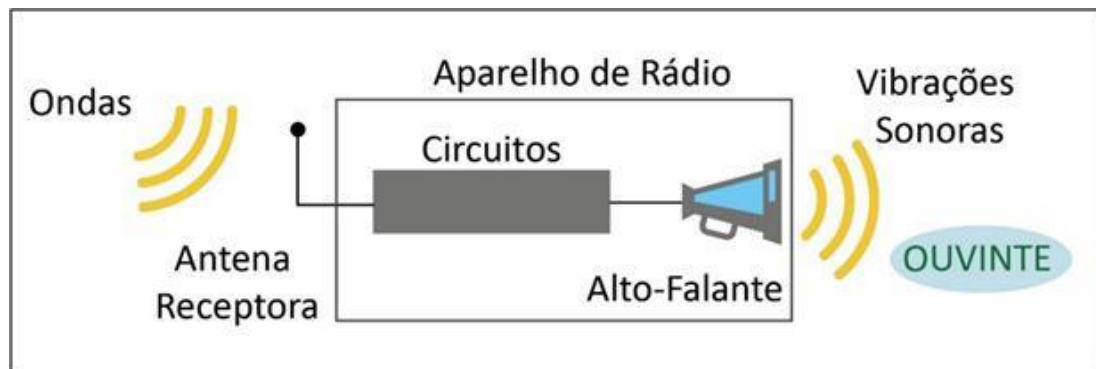 Ondas
Aparelho de Rádio
Vibrações
Sonoras
Circuitos
Antena
Receptora
Alto-Falante
OUVINTE